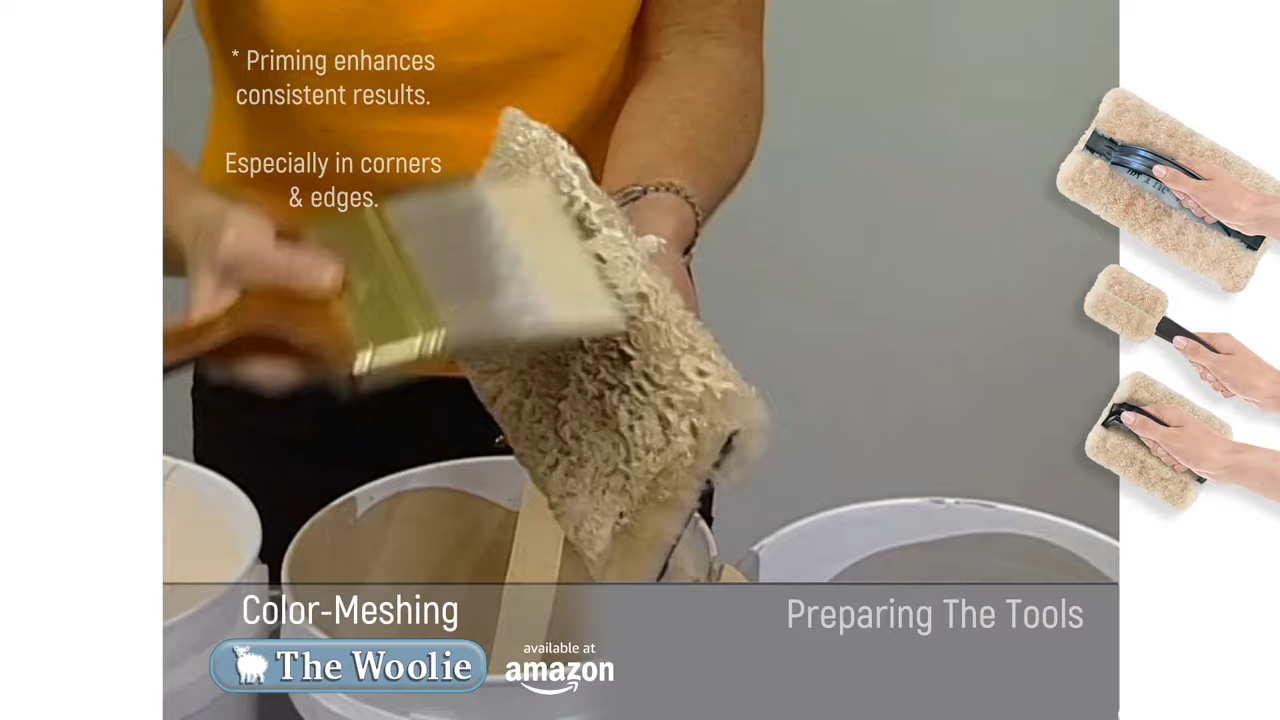 * Priming enhances
consistent results.
Especially in corners
& edges.
Color-Meshing
Preparing The Tools
The Woolie
available at
amazon